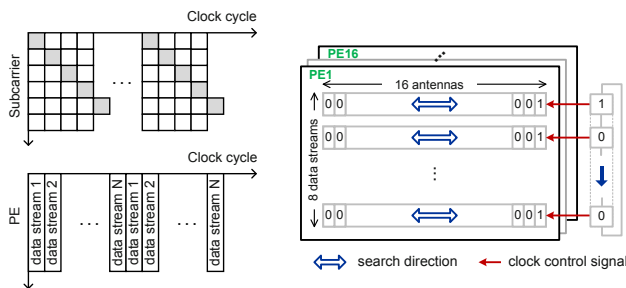 Clock cycle
Subcarrier
. . .
Clock cycle
PE
data stream 1
data stream 2
. . .
data stream N
data stream 1
data stream 2
. . .
data stream N
PE16
PE1
16 antennas
8 data streams
0 0 0 0 1 1
0 0 0 0 1 0
...
0 0 0 0 1 0
search direction
clock control signal